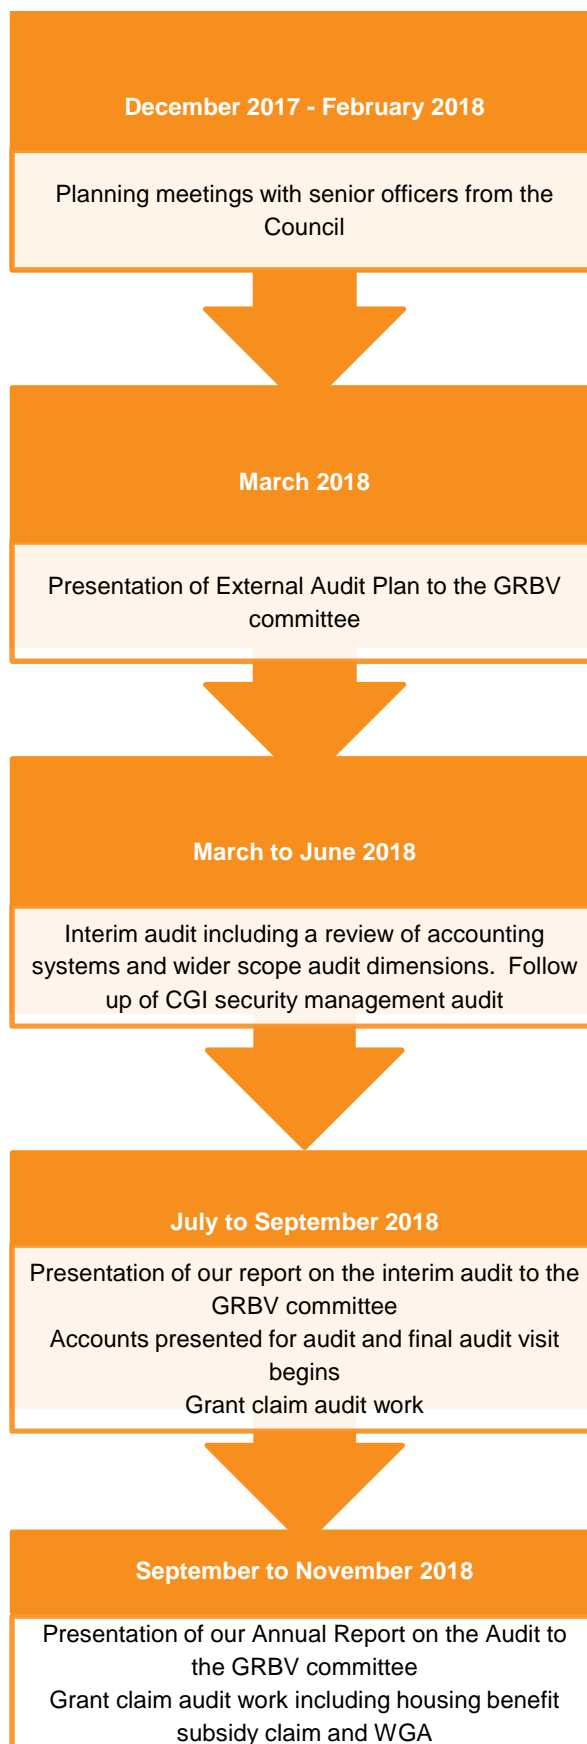 December 2017 - February 2018
Planning meetings with senior officers from the
Council
March 2018
Presentation of External Audit Plan to the GRBV
committee
March to June 2018
Interim audit including a review of accounting
systems and wider scope audit dimensions.  Follow
up of CGI security management audit
July to September 2018
Presentation of our report on the interim audit to the
GRBV committee
Accounts presented for audit and final audit visit
begins
Grant claim audit work
September to November 2018
Presentation of our Annual Report on the Audit to
the GRBV committee
Grant claim audit work including housing benefit
subsidy claim and WGA